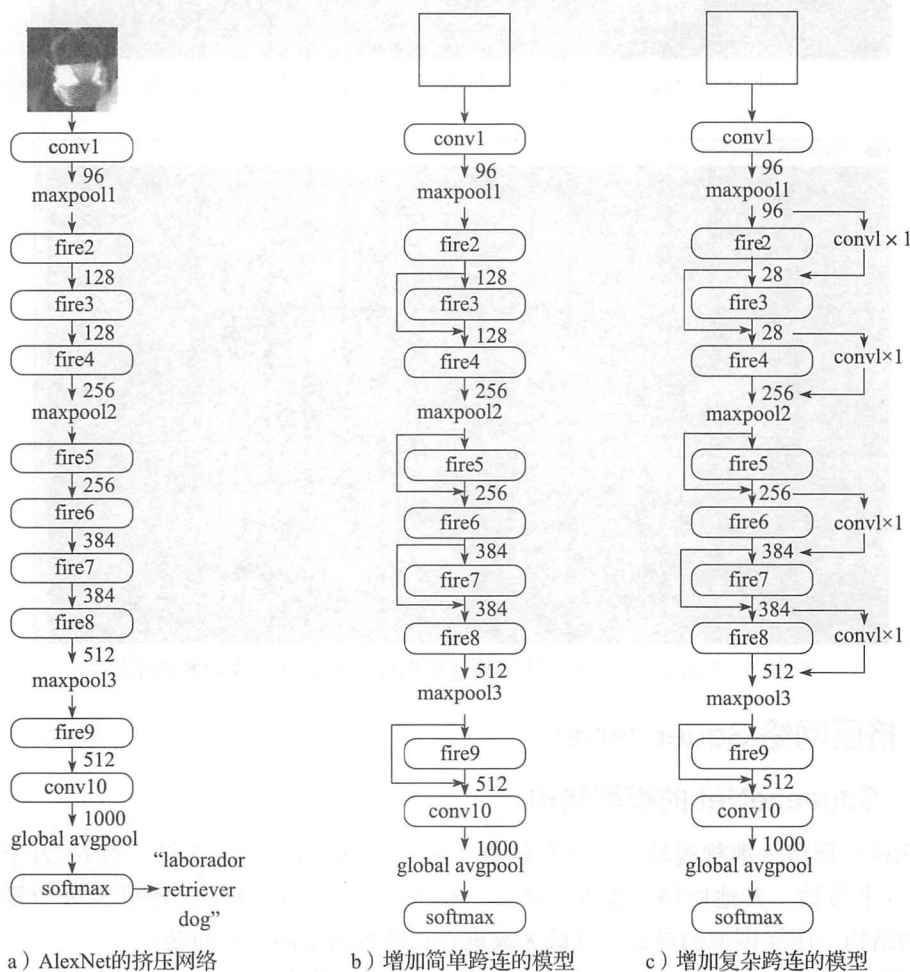 conv1
96
maxpool1
fire2
128
fire3
128
fire4
256
maxpool2
fire5
256
fire6
384
fire7
384
fire8
512
maxpool3
fire9
512
conv10
1000
global avgpool
softmax
“laborador
retriever
dog”
a）AlexNet的挤压网络
conv1
96
maxpool1
fire2
128
fire3
128
fire4
256
maxpool2
fire5
256
fire6
384
fire7
384
fire8
512
maxpool3
fire9
512
conv10
1000
global avgpool
softmax
b）增加简单跨连的模型
conv1
96
maxpool1
96
fire2
convl×1
28
fire3
28
fire4
convl×1
256
maxpool2
fire5
256
fire6
convl×1
384
fire7
384
fire8
convl×1
512
maxpool3
fire9
512
conv10
1000
global avgpool
softmax
c）增加复杂跨连的模型